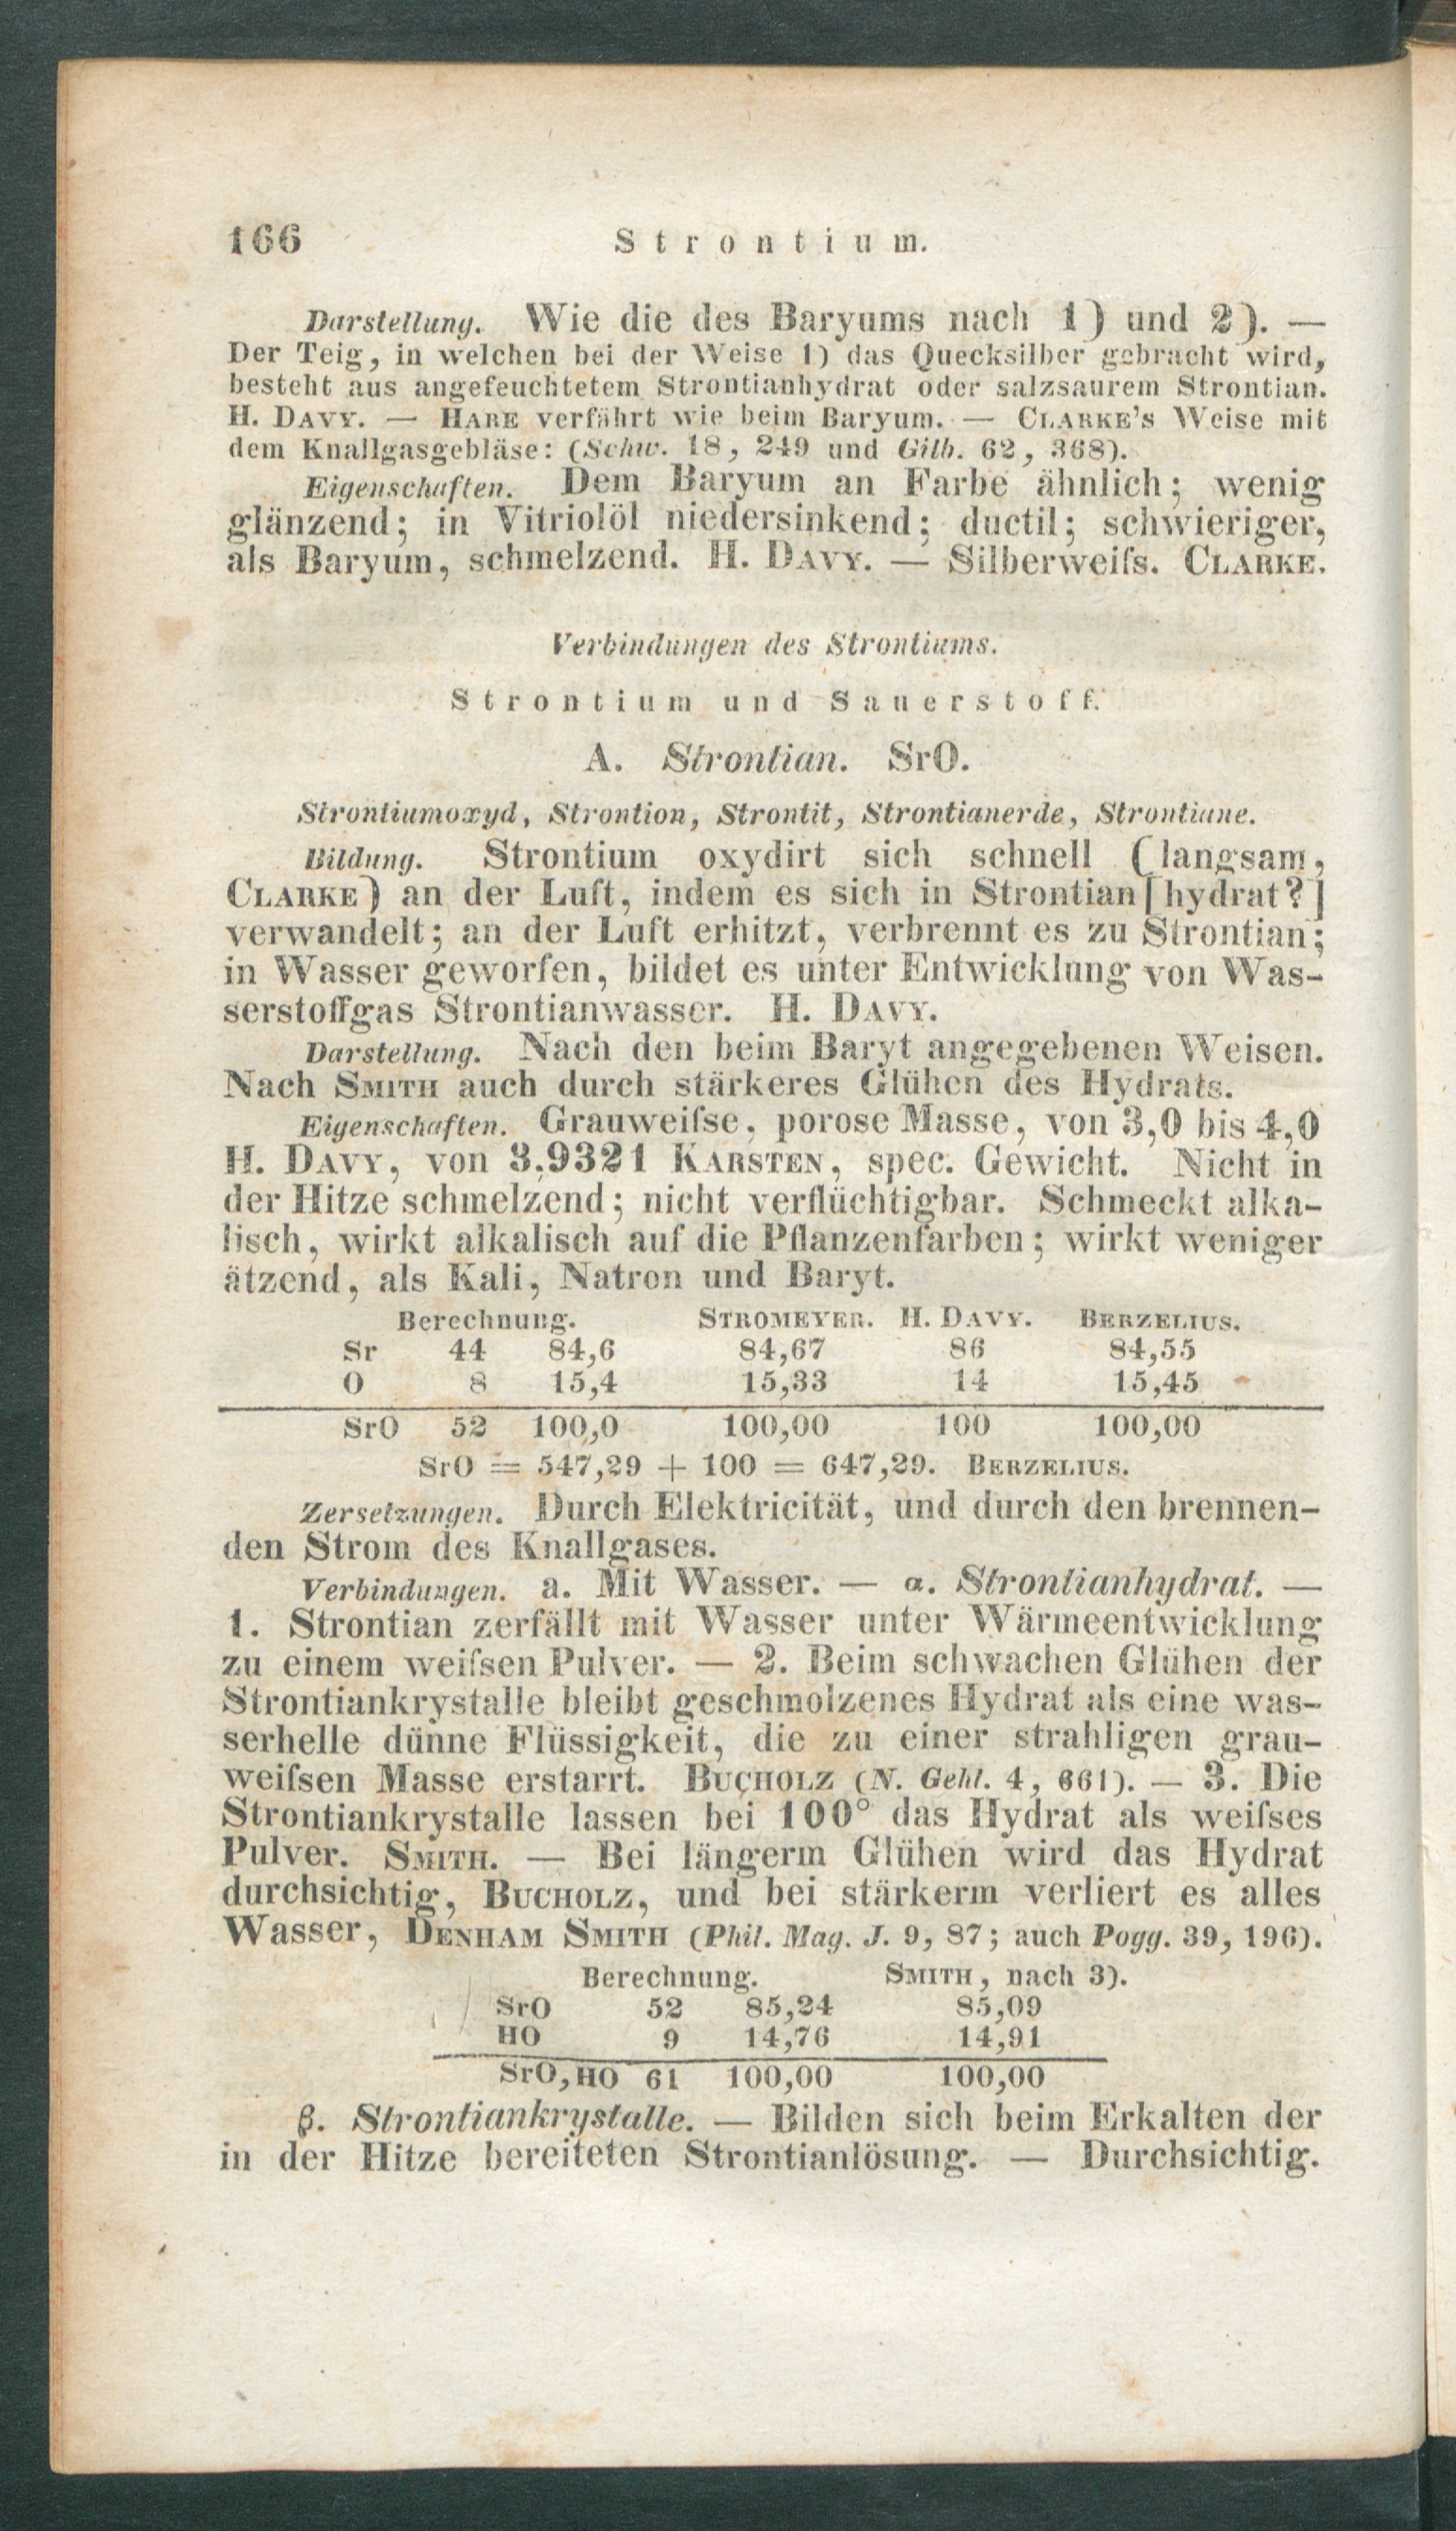 166 Strontium.
Darstellung. Wie die des Baryums nach 1) und 2). —
Der Teig, in welchen bei der Weise 1) das Quecksilber gebracht wird,
besteht aus angefeuchtetem Strontianhydrat oder salzsaurem Strontian.
H. DAVY. — HARE verfährt wie beim Baryum. — CLARKE's Weise mit
dem Knallgasgebläse: (Schw. 18, 249 und Gilb. 62, 368).
Eigenschaften. Dem Baryum an Farbe ähnlich; wenig
glänzend; in Vitriolöl niedersinkend; ductil; schwieriger,
als Baryum, schmelzend. H. DAVY. — Silberweiſs. CLARKE.
Verbindungen des Strontiums.
Strontium und Sauerstoff.
A. Strontian. SrO.
Strontiumoxyd, Strontion, Strontit, Strontianerde, Strontiane.
Bildung. Strontium oxydirt sich schnell (langsam,
CLARKE) an der Luft, indem es sich in Strontian[hydrat?]
verwandelt; an der Luft erhitzt, verbrennt es zu Strontian;
in Wasser geworfen, bildet es unter Entwicklung von Was-
serstoffgas Strontianwasser. H. DAVY.
Darstellung. Nach den beim Baryt angegebenen Weisen.
Nach SMITH auch durch stärkeres Glühen des Hydrats.
Eigenschaften. Grauweiſse, porose Masse, von 3,0 bis 4,0
H. DAVY, von 3,9321 KARSTEN, spec. Gewicht. Nicht in
der Hitze schmelzend; nicht verflüchtigbar. Schmeckt alka-
lisch, wirkt alkalisch auf die Pflanzenfarben; wirkt weniger
ätzend, als Kali, Natron und Baryt.
Berechnung. STROMEYER. H. DAVY. BERZELIUS.
Sr 44 84,6 84,67 86 84,55
O 8 15,4 15,33 14 15,45
SrO 52 100,0 100,00 100 100,00
SrO = 547,29 + 100 = 647,29. BERZELIUS.
Zersetzungen. Durch Elektricität, und durch den brennen-
den Strom des Knallgases.
Verbindungen. a. Mit Wasser. — α. Strontianhydrat. —
1. Strontian zerfällt mit Wasser unter Wärmeentwicklung
zu einem weiſsen Pulver. — 2. Beim schwachen Glühen der
Strontiankrystalle bleibt geschmolzenes Hydrat als eine was-
serhelle dünne Flüssigkeit, die zu einer strahligen grau-
weiſsen Masse erstarrt. BUCHOLZ (N. Gehl. 4, 661). — 3. Die
Strontiankrystalle lassen bei 100° das Hydrat als weiſses
Pulver. SMITH. — Bei längerm Glühen wird das Hydrat
durchsichtig, BUCHOLZ, und bei stärkerm verliert es alles
Wasser, DENHAM SMITH (Phil. Mag. J. 9, 87; auch Pogg. 39, 196).
Berechnung. SMITH, nach 3).
SrO 52 85,24 85,09
HO 9 14,76 14,91
SrO,HO 61 100,00 100,00
β. Strontiankrystalle. — Bilden sich beim Erkalten der
in der Hitze bereiteten Strontianlösung. — Durchsichtig.